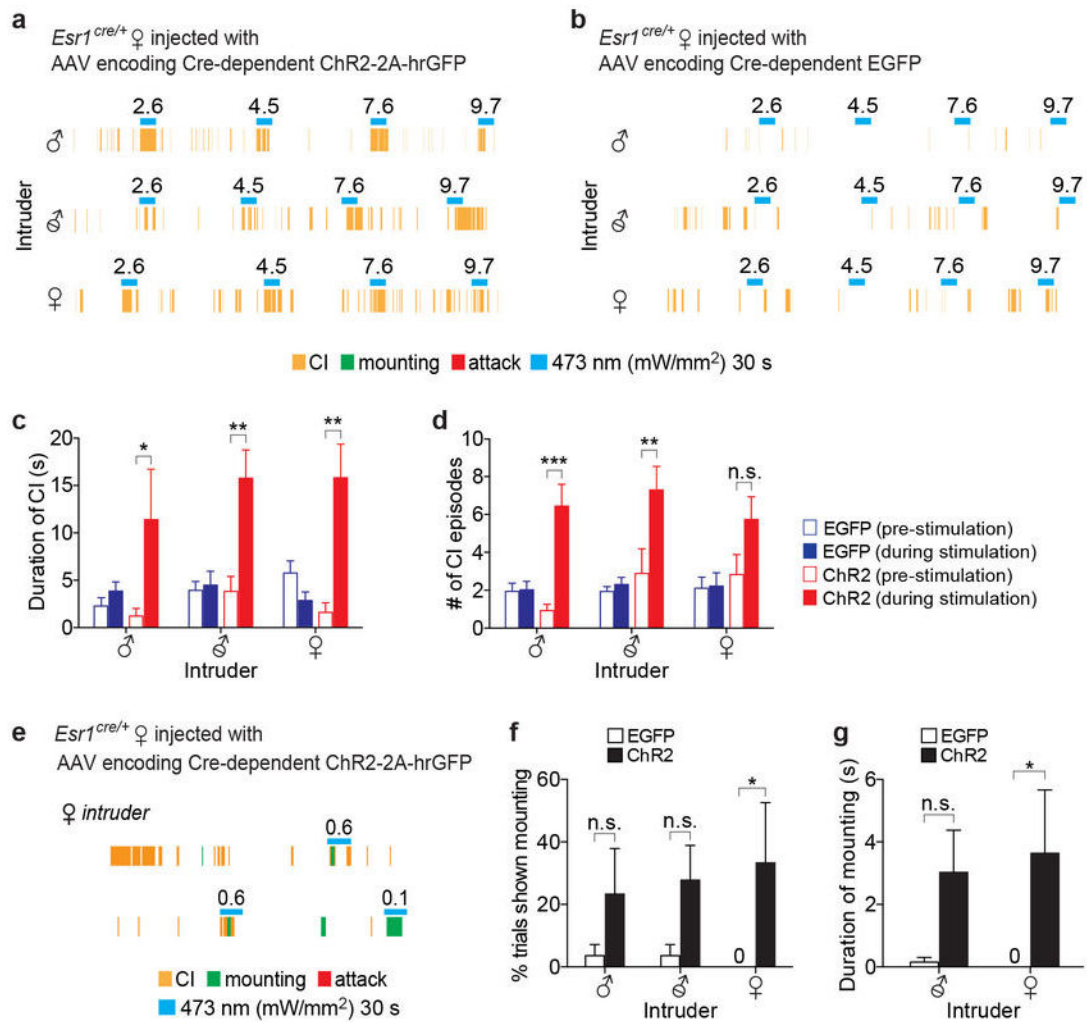 a
Esr1cre/+ ♀ injected with
AAV encoding Cre-dependent ChR2-2A-hrGFP
2.6 4.5 7.6 9.7
♂
2.6 4.5 7.6 9.7
Intruder
2.6 4.5 7.6 9.7
♀
b
Esr1cre/+ ♀ injected with
AAV encoding Cre-dependent EGFP
2.6 4.5 7.6 9.7
♂
2.6 4.5 7.6 9.7
Intruder
2.6 4.5 7.6 9.7
♀
CI mounting attack 473 nm (mW/mm2) 30 s
c
Duration of CI (s)
20
15
10
5
0
* ** **
♂ ♀
Intruder
d
# of CI episodes
10
8
6
4
2
0
*** ** n.s.
♂ ♀
Intruder
EGFP (pre-stimulation)
EGFP (during stimulation)
ChR2 (pre-stimulation)
ChR2 (during stimulation)
e
Esr1cre/+ ♀ injected with
AAV encoding Cre-dependent ChR2-2A-hrGFP
♀ intruder
0.6
0.6 0.1
CI mounting attack
473 nm (mW/mm2) 30 s
f
EGFP
ChR2
% trials shown mounting
60
40
20
0
n.s. n.s. *
0
♂ ♀
Intruder
g
EGFP
ChR2
Duration of mounting (s)
6
4
2
0
n.s. *
0
♀
Intruder